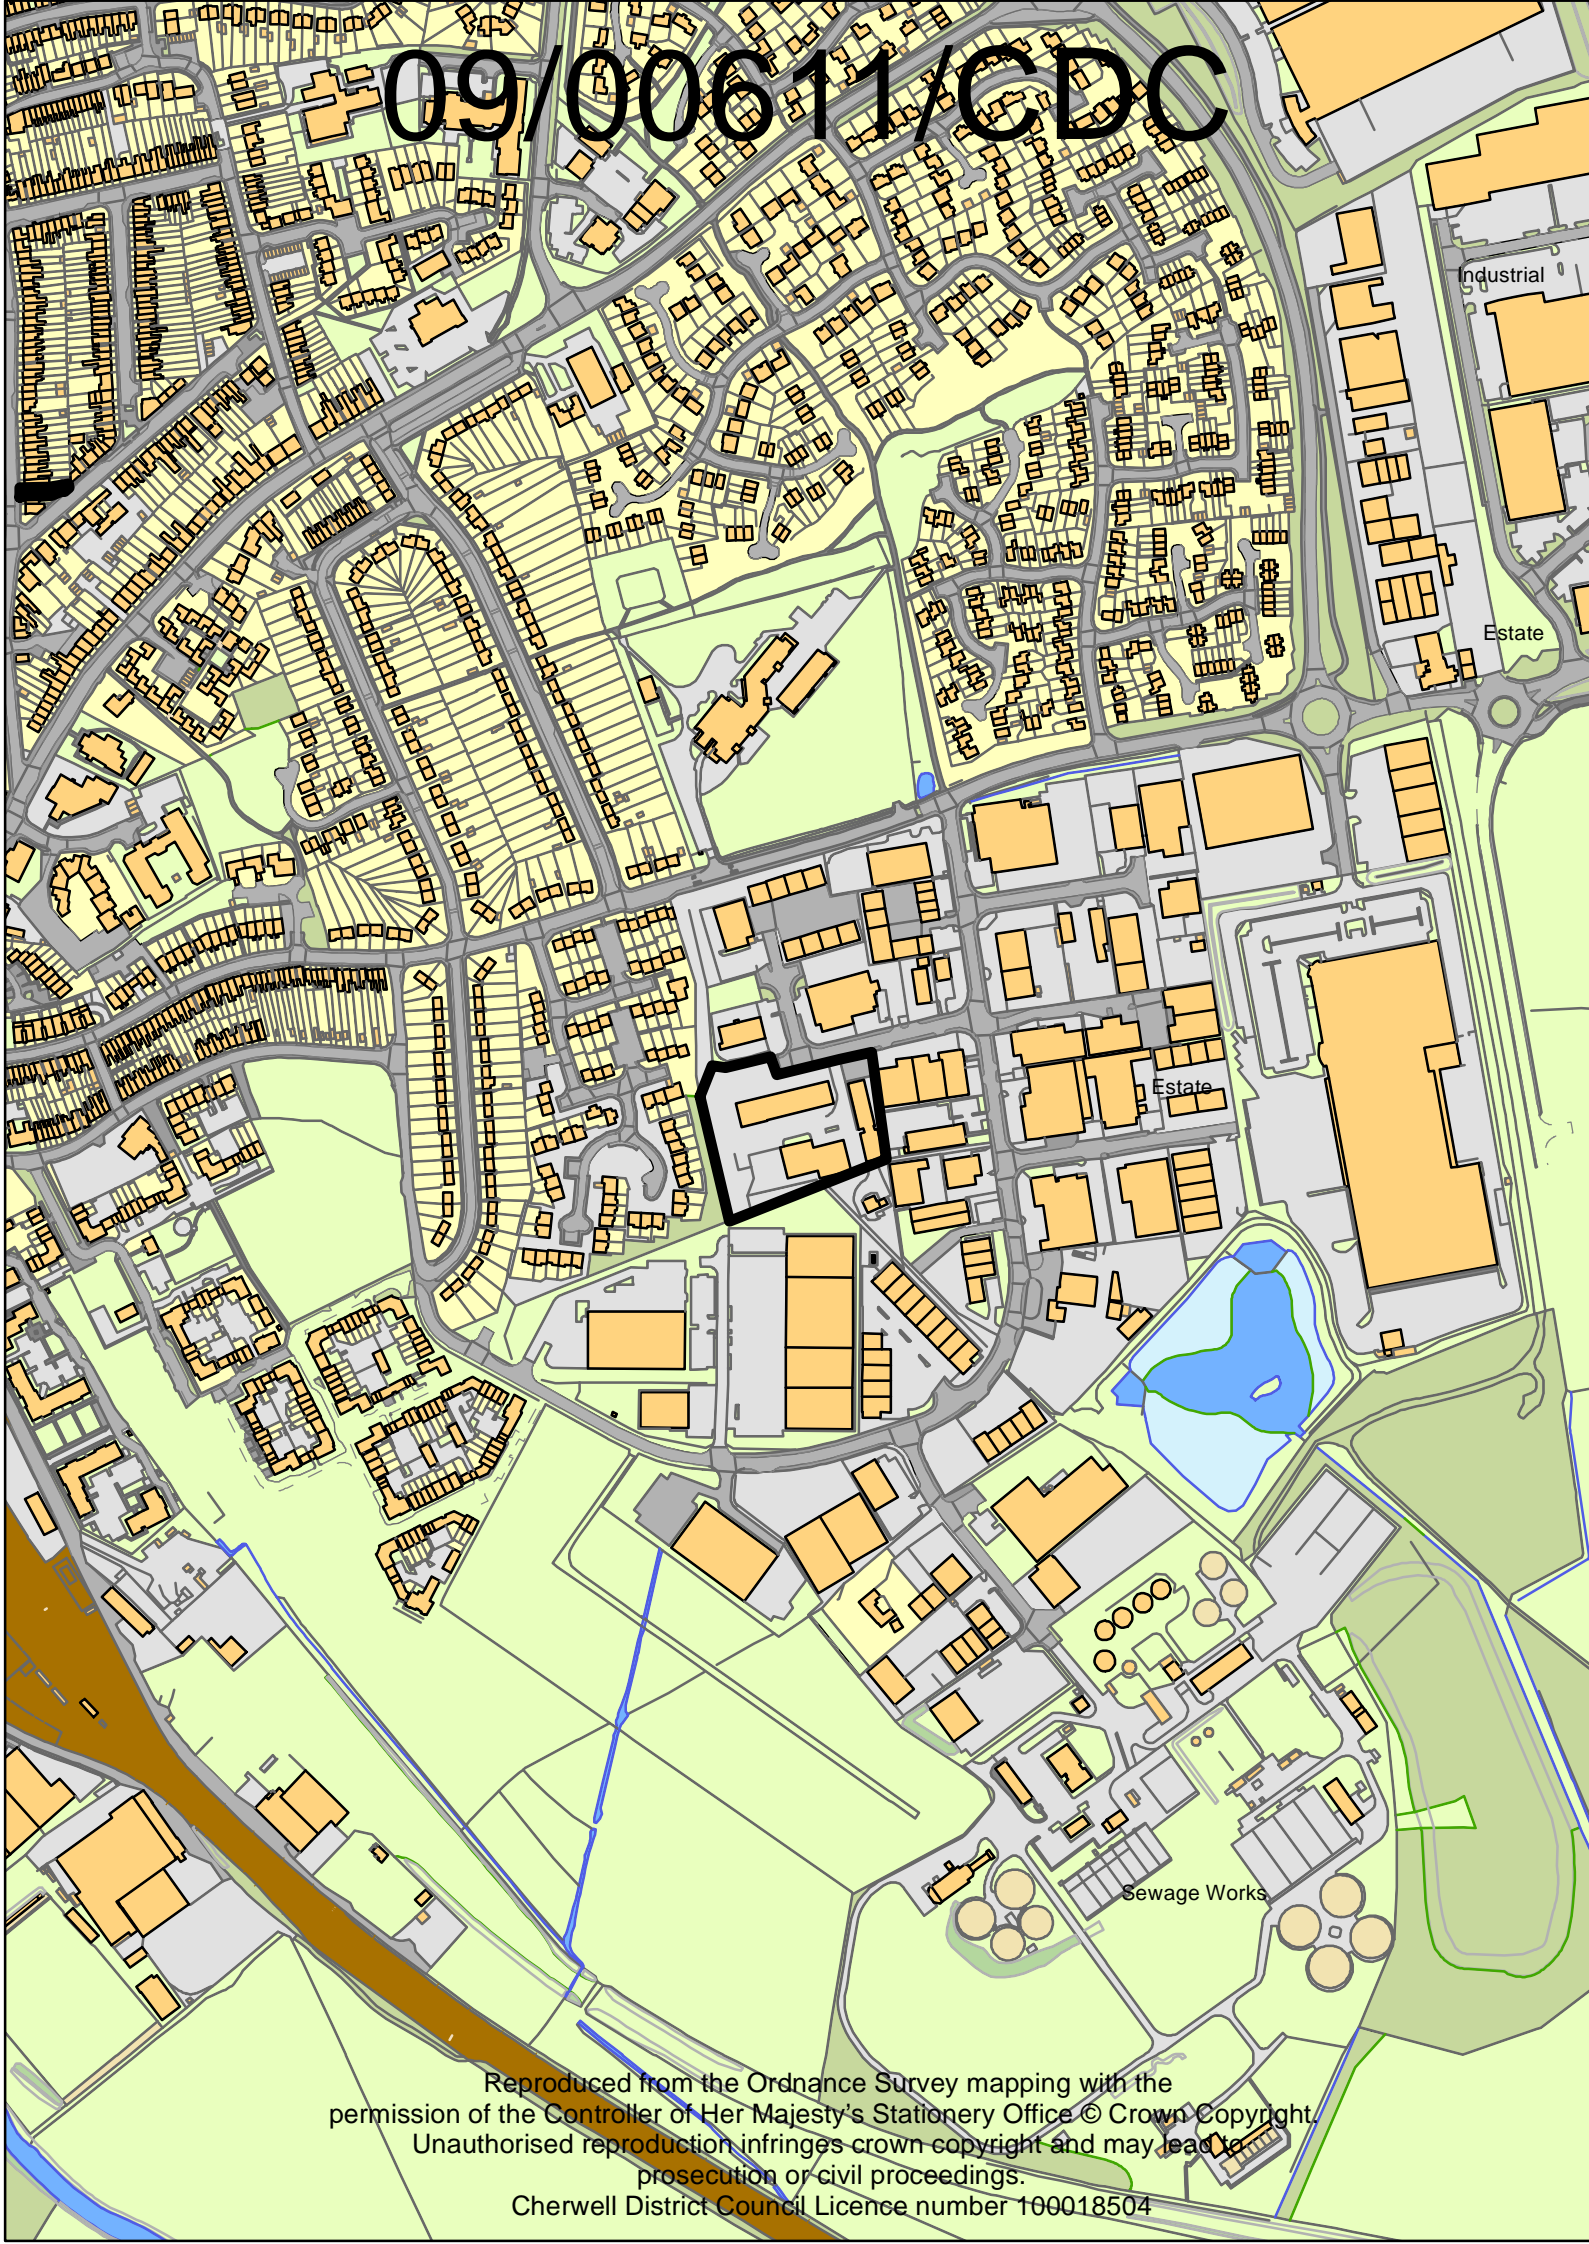 09/00611/CDC
Industrial
Estate
Estate
Sewage Works
Reproduced from the Ordnance Survey mapping with the
permission of the Controller of Her Majesty's Stationery Office © Crown Copyright.
Unauthorised reproduction infringes crown copyright and may lead to
prosecution or civil proceedings.
Cherwell District Council Licence number 100018504